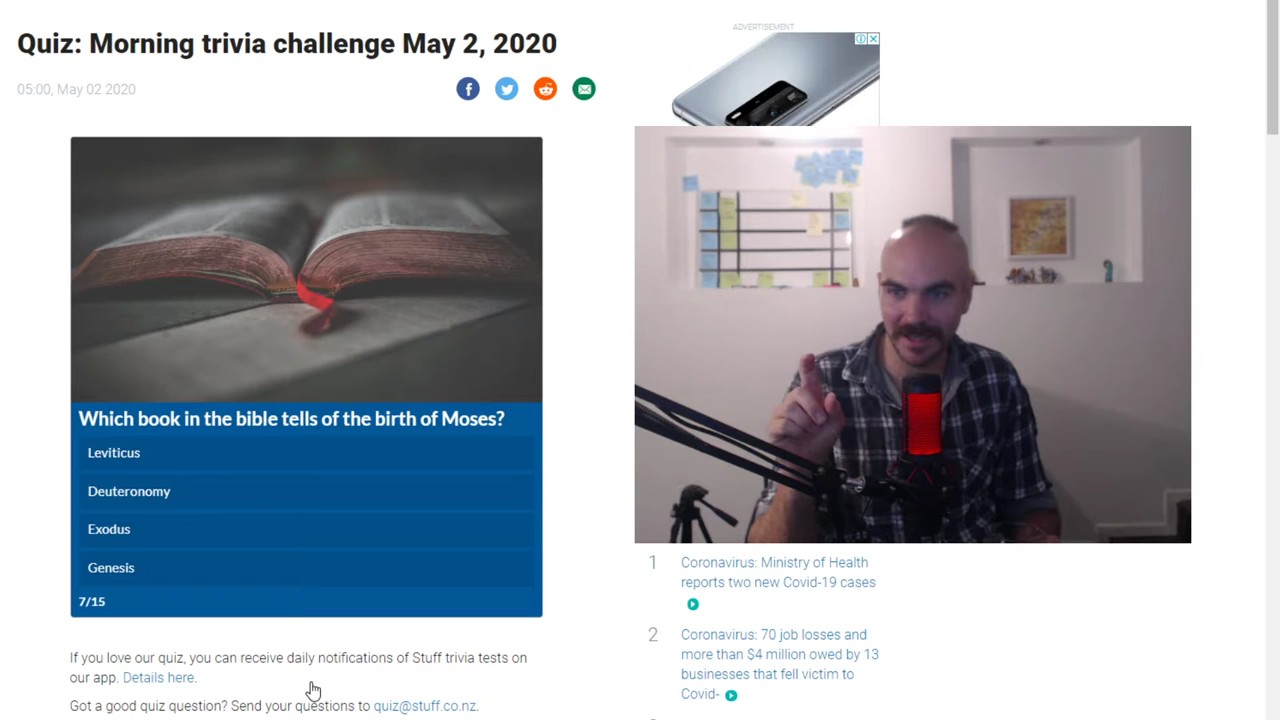 Quiz: Morning trivia challenge May 2, 2020
05:00, May 02 2020
ADVERTISEMENT
Which book in the bible tells of the birth of Moses?
Leviticus
Deuteronomy
Exodus
Genesis
7/15
If you love our quiz, you can receive daily notifications of Stuff trivia tests on
our app. Details here.
Got a good quiz question? Send your questions to quiz@stuff.co.nz.
1
Coronavirus: Ministry of Health
reports two new Covid-19 cases
2
Coronavirus: 70 job losses and
more than $4 million owed by 13
businesses that fell victim to
Covid-